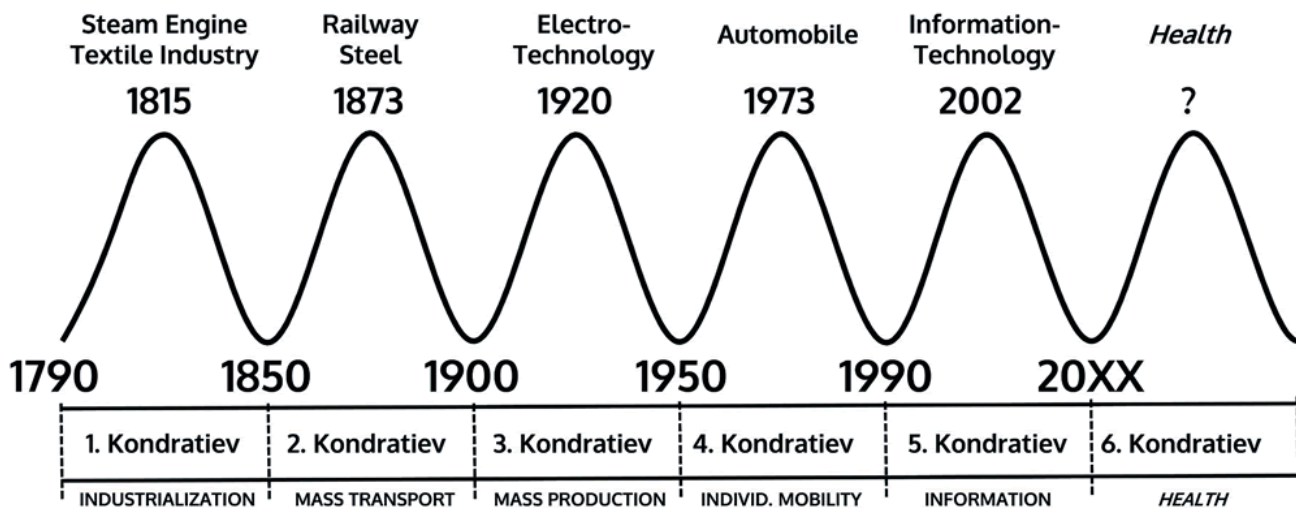 Steam Engine
Textile Industry
1815
Railway
Steel
1873
Electro-
Technology
1920
Automobile
1973
Information-
Technology
2002
Health
?
1790 1850 1900 1950 1990 20XX
1. Kondratiev 2. Kondratiev 3. Kondratiev 4. Kondratiev 5. Kondratiev 6. Kondratiev
INDUSTRIALIZATION MASS TRANSPORT MASS PRODUCTION INDIVID. MOBILITY INFORMATION HEALTH